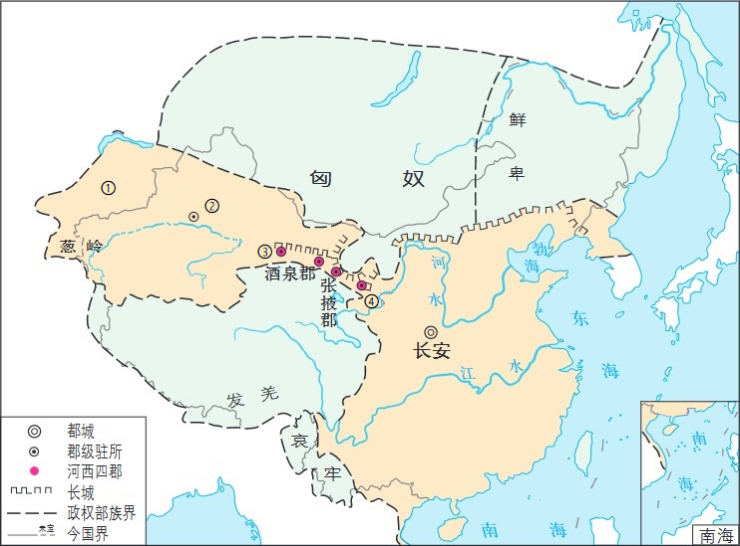 鲜
卑
匈 奴
①
②
葱 岭
③
酒泉郡
张
掖
郡
④
河
水
渤
海
长安
东
海
江 水
发 羌
哀
牢
南 海
都城
郡级驻所
河西四郡
长城
政权部族界
未定
今国界
南
海
南海